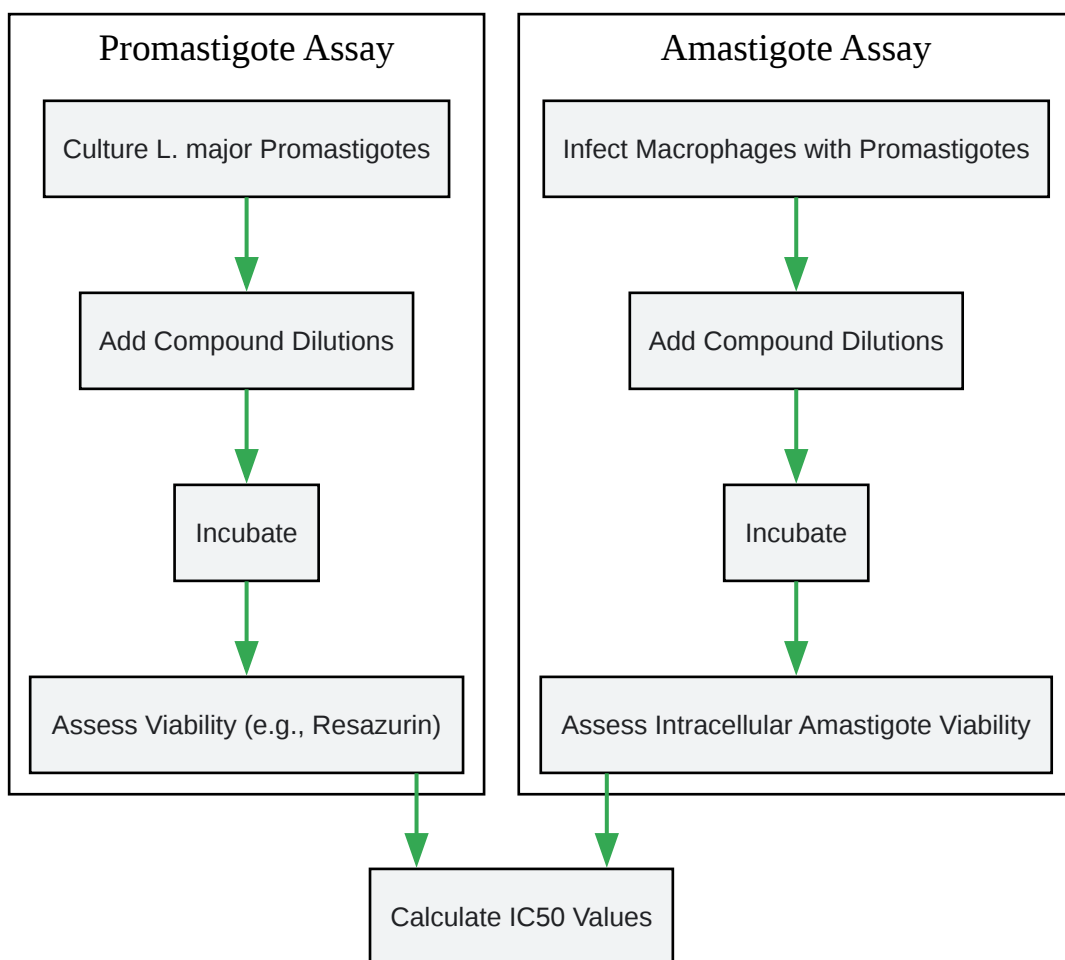 Promastigote Assay
Culture L. major Promastigotes
Add Compound Dilutions
Incubate
Assess Viability (e.g., Resazurin)
Amastigote Assay
Infect Macrophages with Promastigotes
Add Compound Dilutions
Incubate
Assess Intracellular Amastigote Viability
Calculate IC50 Values